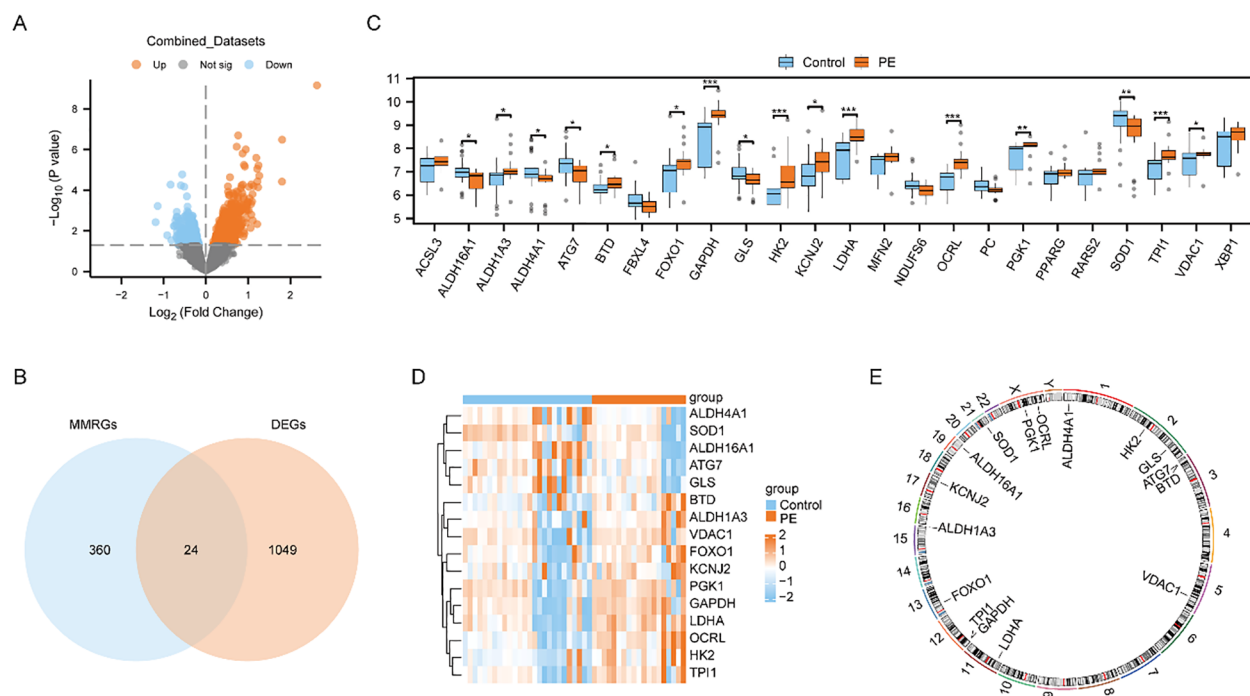 A
Combined_Datasets
Up Not sig Down
−Log10 (P value)
8
6
4
2
0
−2 −1 0 1 2
Log2 (Fold Change)
B
MMRGs DEGs
360 24 1049
C
Control PE
11
10
9
8
7
6
5
* * * * * * *** * *** * *** *** ** ** *** *
ACSL3
ALDH16A1
ALDH1A3
ALDH4A1
ATG7
BTD
FBXL4
FOXO1
GAPDH
GLS
HK2
KCNJ2
LDHA
MFN2
NDUFS6
OCRL
PC
PGK1
PPARG
RARS2
SOD1
TPI1
VDAC1
XBP1
D
group
ALDH4A1
SOD1
ALDH16A1
ATG7
GLS
BTD
ALDH1A3
VDAC1
FOXO1
KCNJ2
PGK1
GAPDH
LDHA
OCRL
HK2
TPI1
group
Control
PE
2
1
0
−1
−2
E
1
2
3
4
5
6
7
8
9
10
11
12
13
14
15
16
17
18
19
20
21
22
X
Y
ALDH4A1
HK2
GLS
ATG7
BTD
VDAC1
LDHA
GAPDH
TPI1
FOXO1
ALDH1A3
KCNJ2
ALDH16A1
SOD1
PGK1
OCRL